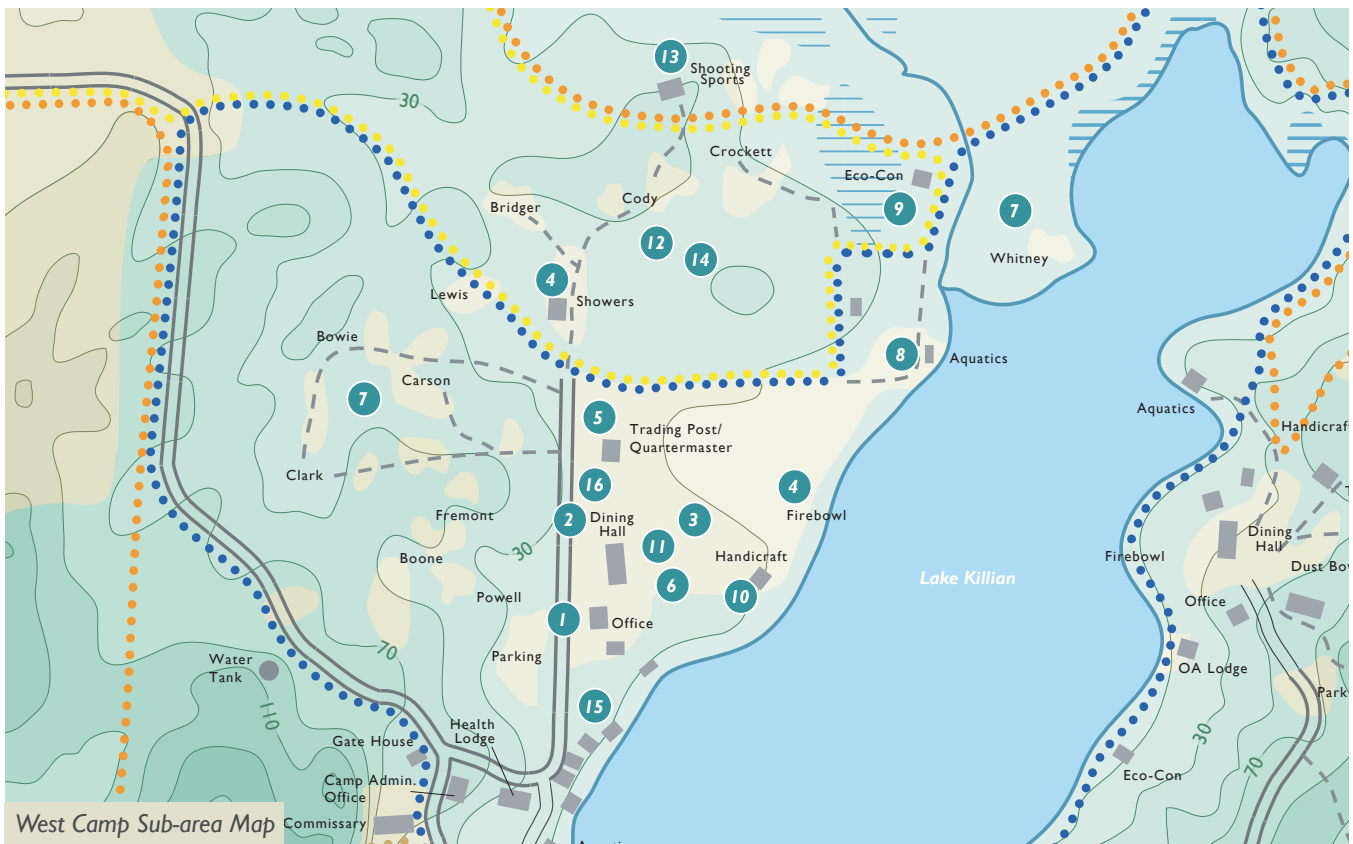 13
Shooting
Sports
30
Crockett
Eco-Con
9
7
Cody
Bridger
12
14
Whitney
4
Lewis
Showers
Bowie
8
Aquatics
Carson
7
Aquatics
5
Trading Post/
Quartermaster
Handicraft
Clark
16
4
Firebowl
Fremont
2
Dining
Hall
3
30
11
Boone
Handicraft
Firebowl
Dining
Hall
Dust Bow
6
10
Lake Killian
Powell
1
Office
Office
70
Parking
Water
Tank
OA Lodge
Park
110
15
Health
Lodge
Gate House
30
70
Camp Admin.
Office
Eco-Con
West Camp Sub-area Map
Commissary